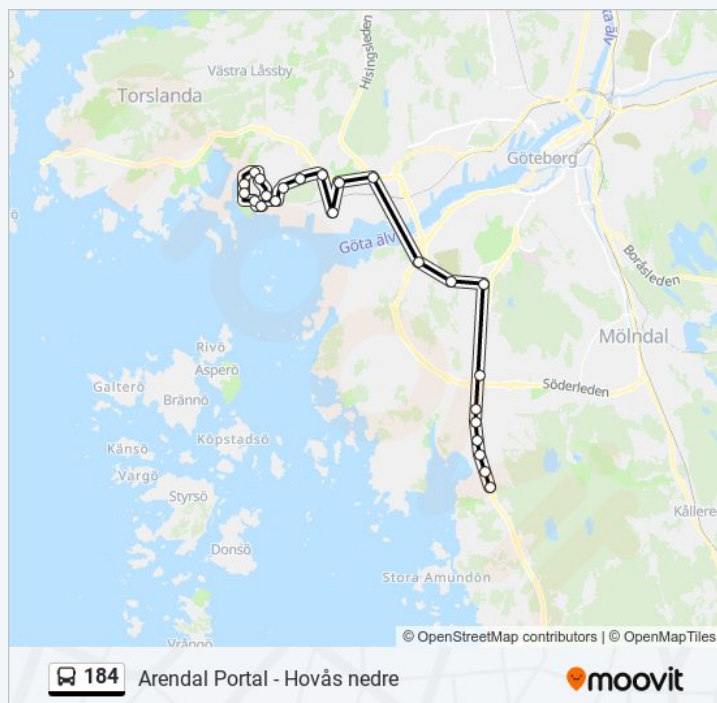 Västra Låssby
Hisingsleden
Torslanda
Göta älv
Göteborg
Göta älv
Boråsleden
Mölndal
Rivö
Asperö
Galterö
Brännö
Söderleden
Känsö
Köpstadsö
Vargö
Styrsö
Donsö
Kållere
Stora Amundön
Vrångö
© OpenStreetMap contributors | © OpenMapTiles
184 Arendal Portal - Hovås nedre
moovit